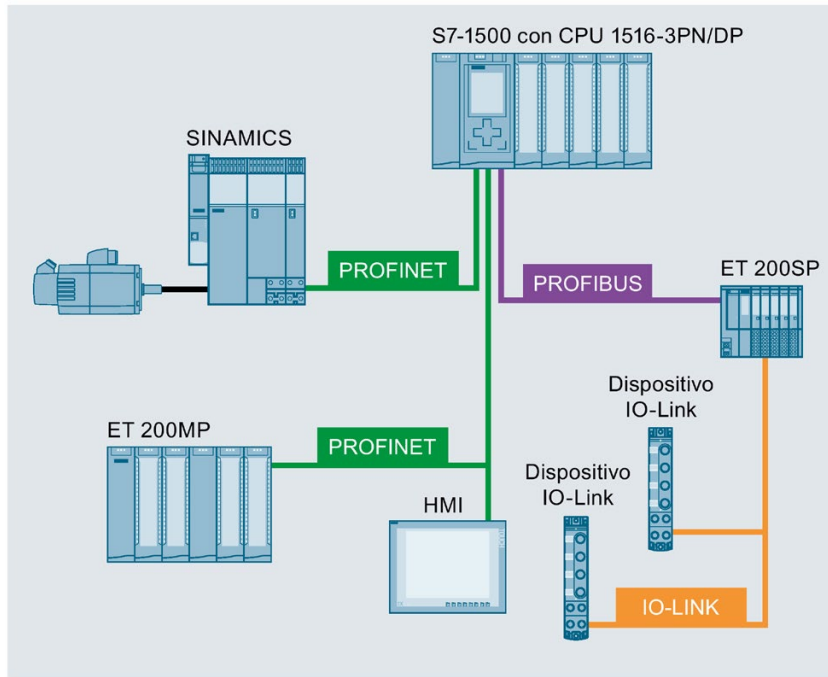 S7-1500 con CPU 1516-3PN/DP
SINAMICS
PROFINET
PROFIBUS
ET 200SP
Dispositivo
IO-Link
ET 200MP
PROFINET
HMI
Dispositivo
IO-Link
IO-LINK